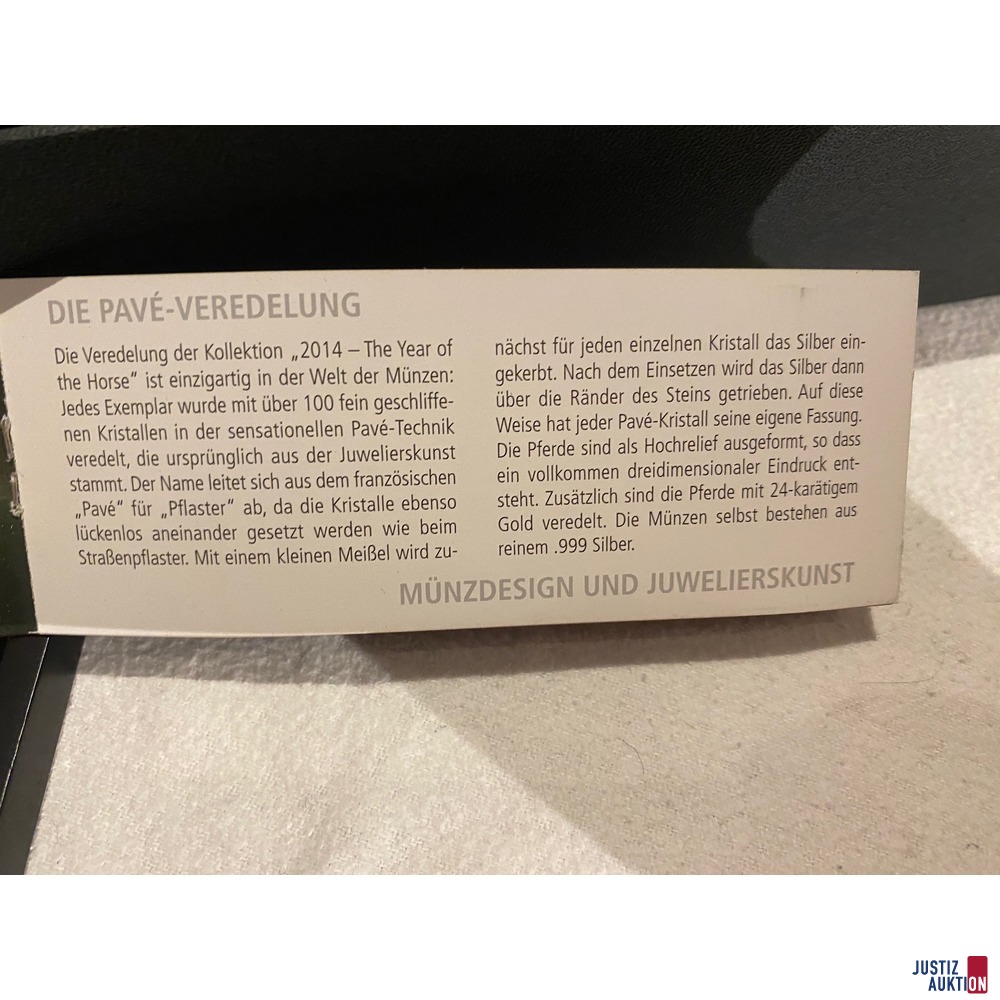 DIE PAVÉ-VEREDELUNG
Die Veredelung der Kollektion „2014 – The Year of
the Horse“ ist einzigartig in der Welt der Münzen:
Jedes Exemplar wurde mit über 100 fein geschliffe-
nen Kristallen in der sensationellen Pavé-Technik
veredelt, die ursprünglich aus der Juwelierskunst
stammt. Der Name leitet sich aus dem französischen
„Pavé“ für „Pflaster“ ab, da die Kristalle ebenso
lückenlos aneinander gesetzt werden wie beim
Straßenpflaster. Mit einem kleinen Meißel wird zu-
nächst für jeden einzelnen Kristall das Silber ein-
gekerbt. Nach dem Einsetzen wird das Silber dann
über die Ränder des Steins getrieben. Auf diese
Weise hat jeder Pavé-Kristall seine eigene Fassung.
Die Pferde sind als Hochrelief ausgeformt, so dass
ein vollkommen dreidimensionaler Eindruck ent-
steht. Zusätzlich sind die Pferde mit 24-karätigem
Gold veredelt. Die Münzen selbst bestehen aus
reinem .999 Silber.
MÜNZDESIGN UND JUWELIERSKUNST
JUSTIZ
AUKTION